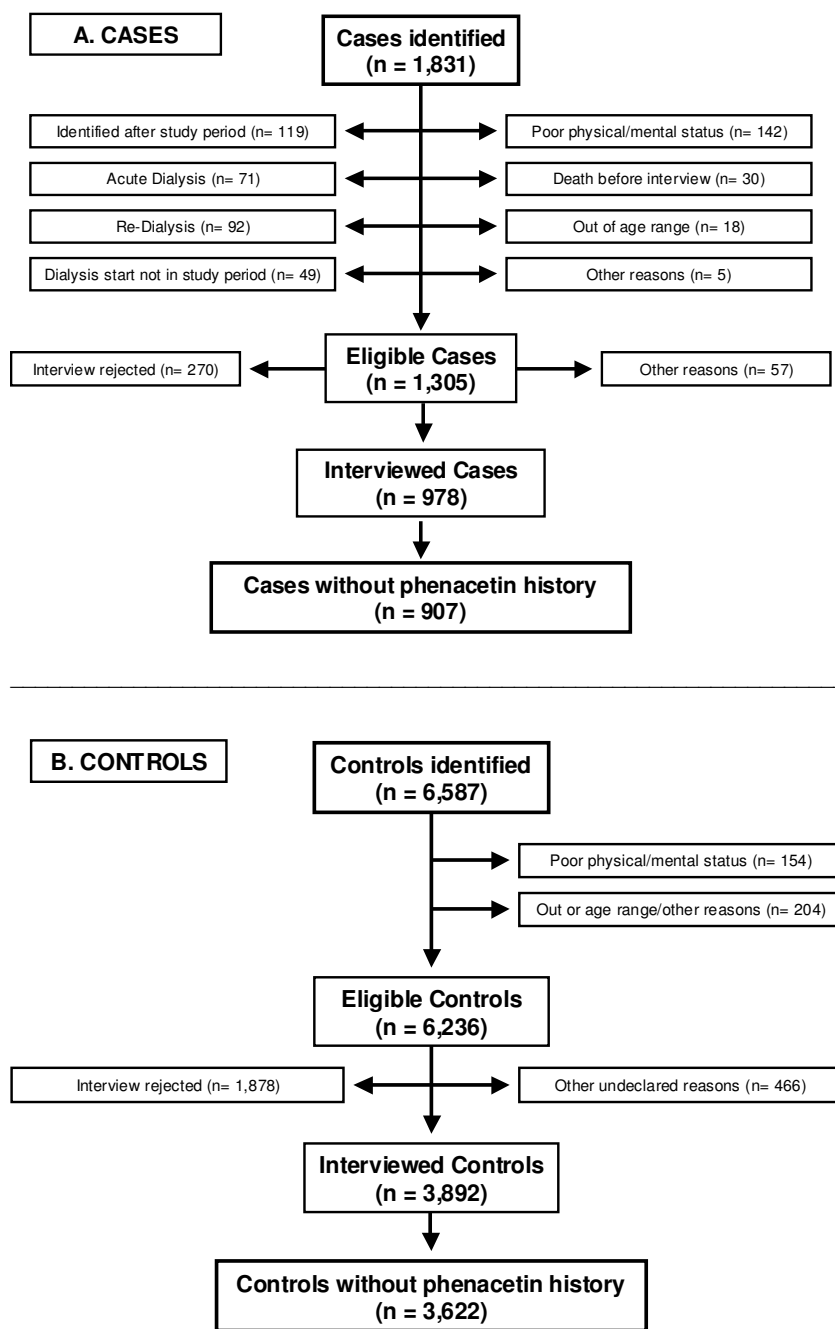 A. CASES
Cases identified
(n = 1,831)
Identified after study period (n= 119)
Poor physical/mental status (n= 142)
Acute Dialysis (n= 71)
Death before interview (n= 30)
Re-Dialysis (n= 92)
Out of age range (n= 18)
Dialysis start not in study period (n= 49)
Other reasons (n= 5)
Eligible Cases
(n = 1,305)
Interview rejected (n= 270)
Other reasons (n= 57)
Interviewed Cases
(n = 978)
Cases without phenacetin history
(n = 907)
B. CONTROLS
Controls identified
(n = 6,587)
Poor physical/mental status (n= 154)
Out or age range/other reasons (n= 204)
Eligible Controls
(n = 6,236)
Interview rejected (n= 1,878)
Other undeclared reasons (n= 466)
Interviewed Controls
(n = 3,892)
Controls without phenacetin history
(n = 3,622)